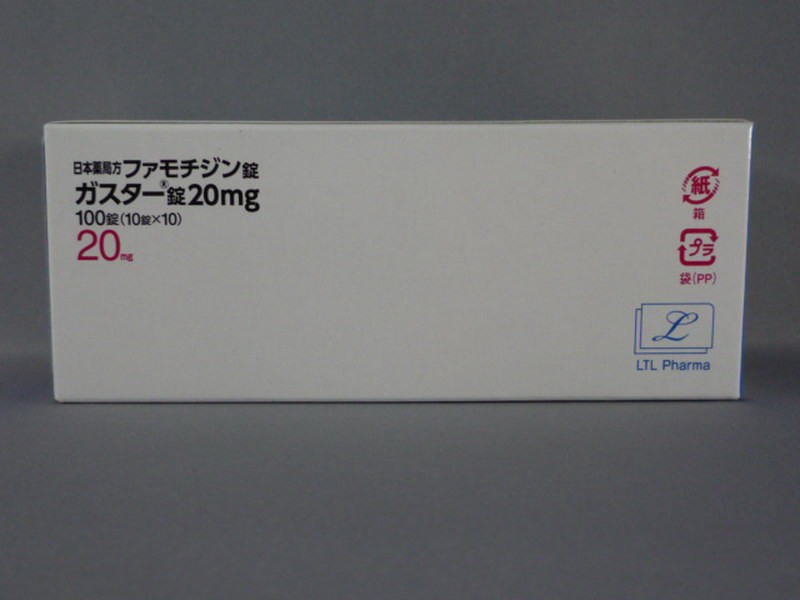 日本薬局方 ファモチジン錠
ガスター®錠20mg
100錠(10錠×10)
20mg
紙
箱
プラ
袋(PP)
L
LTL Pharma